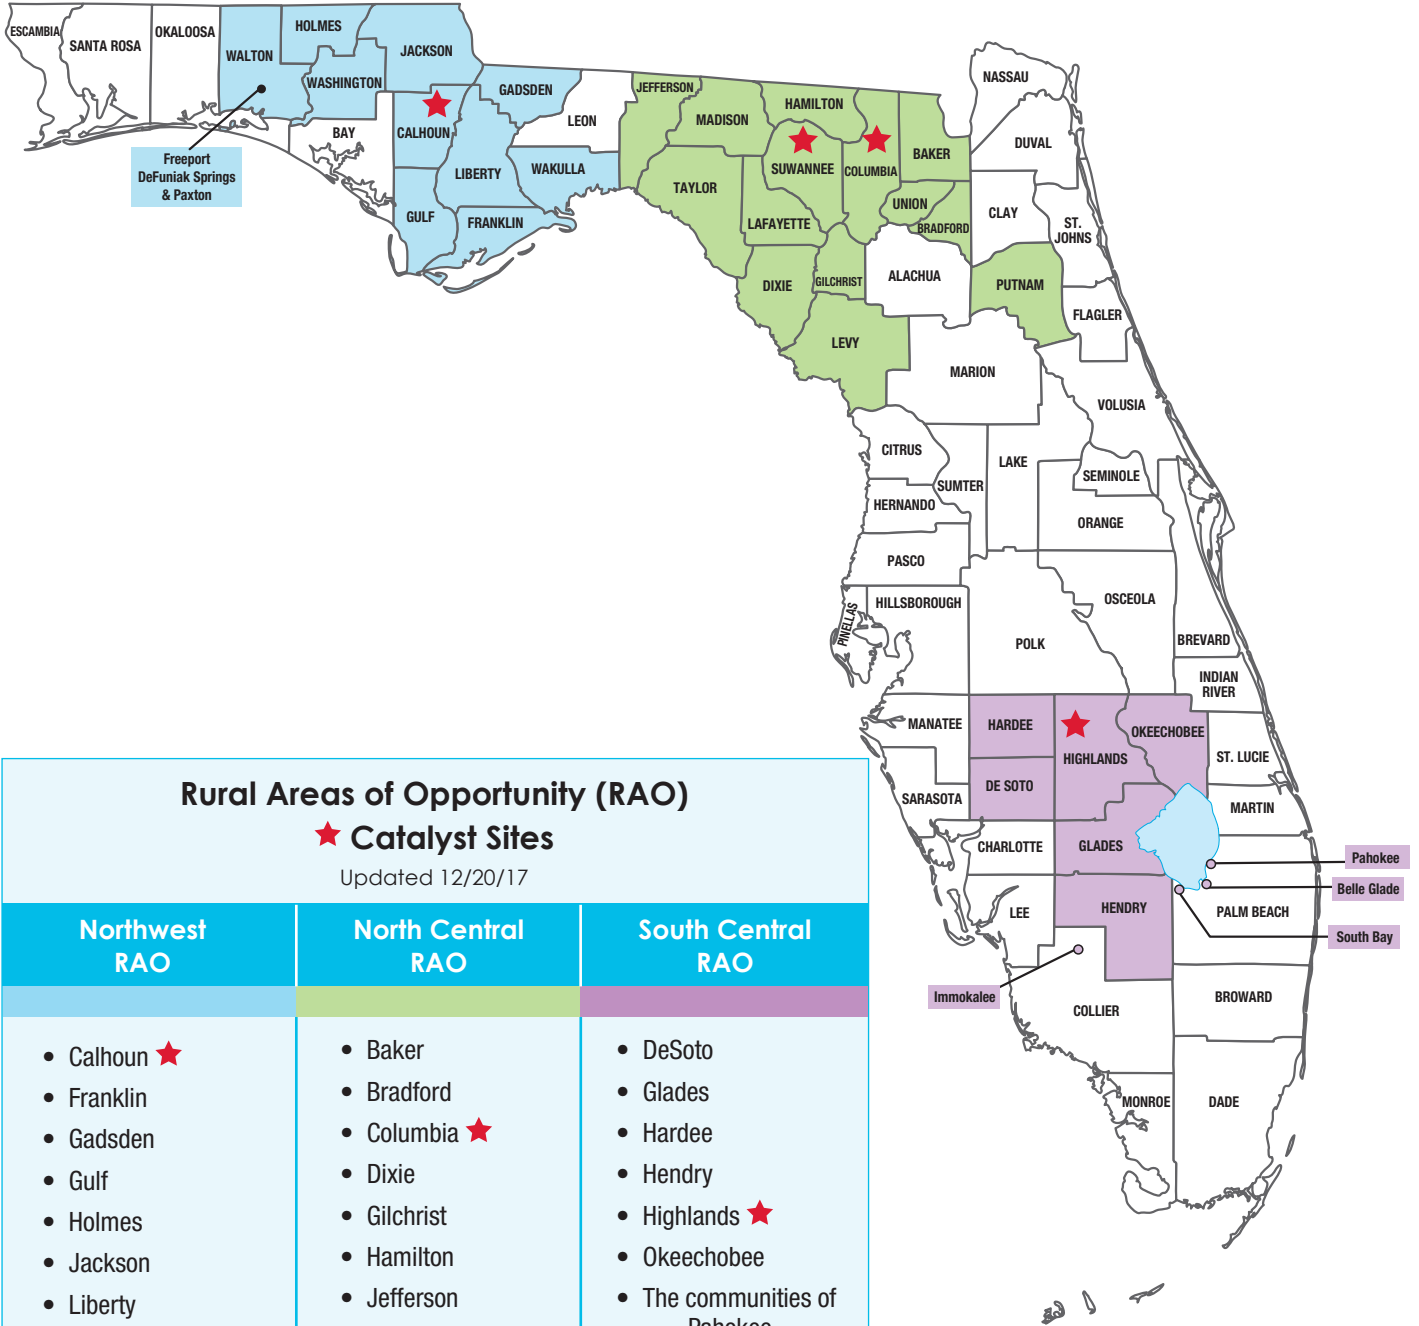 ESCAMBIA
SANTA ROSA
OKALOOSA
WALTON
HOLMES
WASHINGTON
JACKSON
BAY
CALHOUN
GULF
LIBERTY
FRANKLIN
GADSDEN
LEON
WAKULLA
Freeport
DeFuniak Springs
& Paxton
JEFFERSON
MADISON
TAYLOR
HAMILTON
SUWANNEE
COLUMBIA
LAFAYETTE
DIXIE
GILCHRIST
LEVY
BAKER
UNION
BRADFORD
ALACHUA
NASSAU
DUVAL
CLAY
ST.
JOHNS
PUTNAM
FLAGLER
MARION
VOLUSIA
CITRUS
SUMTER
LAKE
SEMINOLE
HERNANDO
ORANGE
PASCO
HILLSBOROUGH
PINELLAS
POLK
OSCEOLA
BREVARD
INDIAN
RIVER
MANATEE
HARDEE
HIGHLANDS
OKEECHOBEE
ST. LUCIE
SARASOTA
DE SOTO
MARTIN
CHARLOTTE
GLADES
LEE
HENDRY
PALM BEACH
Pahokee
Belle Glade
South Bay
Immokalee
COLLIER
BROWARD
MONROE
DADE
Rural Areas of Opportunity (RAO)
Catalyst Sites
Updated 12/20/17
Northwest
RAO
• Calhoun
• Franklin
• Gadsden
• Gulf
• Holmes
• Jackson
• Liberty
North Central
RAO
• Baker
• Bradford
• Columbia
• Dixie
• Gilchrist
• Hamilton
• Jefferson
South Central
RAO
• DeSoto
• Glades
• Hardee
• Hendry
• Highlands
• Okeechobee
• The communities of
Pahokee